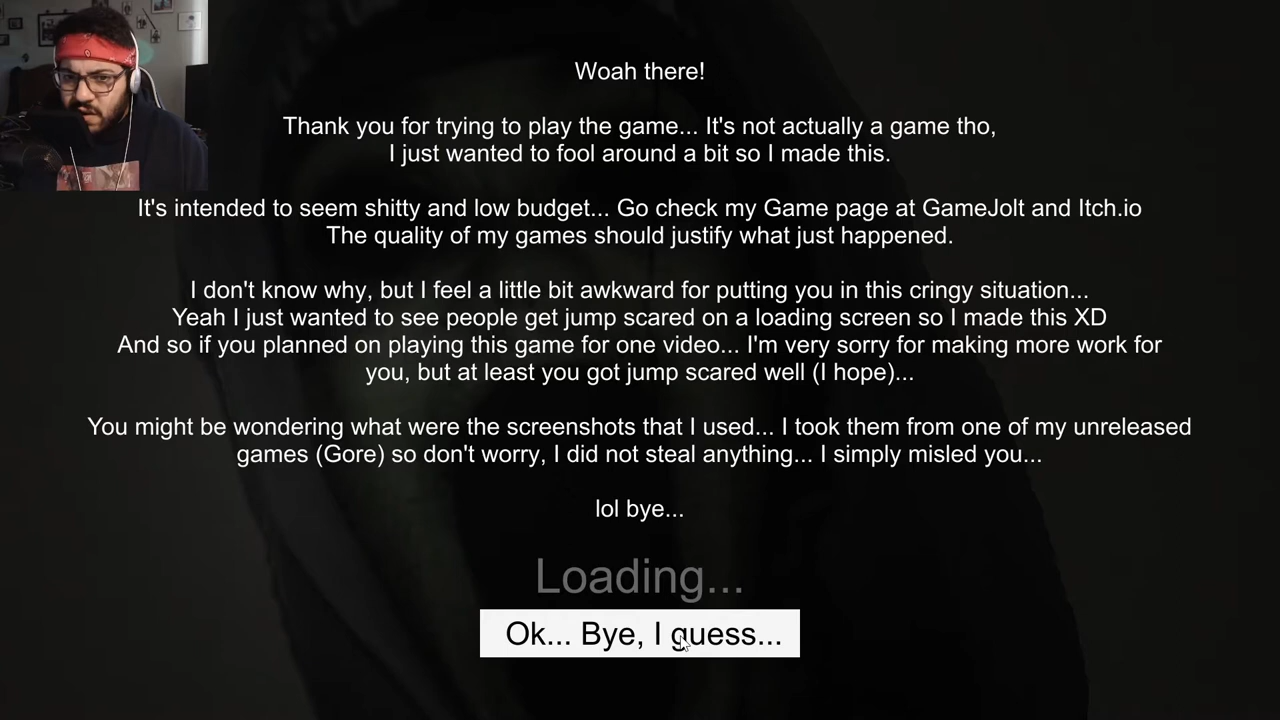 Woah there!
Thank you for trying to play the game... It's not actually a game tho,
I just wanted to fool around a bit so I made this.
It's intended to seem shitty and low budget... Go check my Game page at GameJolt and Itch.io
The quality of my games should justify what just happened.
I don't know why, but I feel a little bit awkward for putting you in this cringy situation...
Yeah I just wanted to see people get jump scared on a loading screen so I made this XD
And so if you planned on playing this game for one video... I'm very sorry for making more work for
you, but at least you got jump scared well (I hope)...
You might be wondering what were the screenshots that I used... I took them from one of my unreleased
games (Gore) so don't worry, I did not steal anything... I simply misled you...
lol bye...
Loading...
Ok... Bye, I guess...